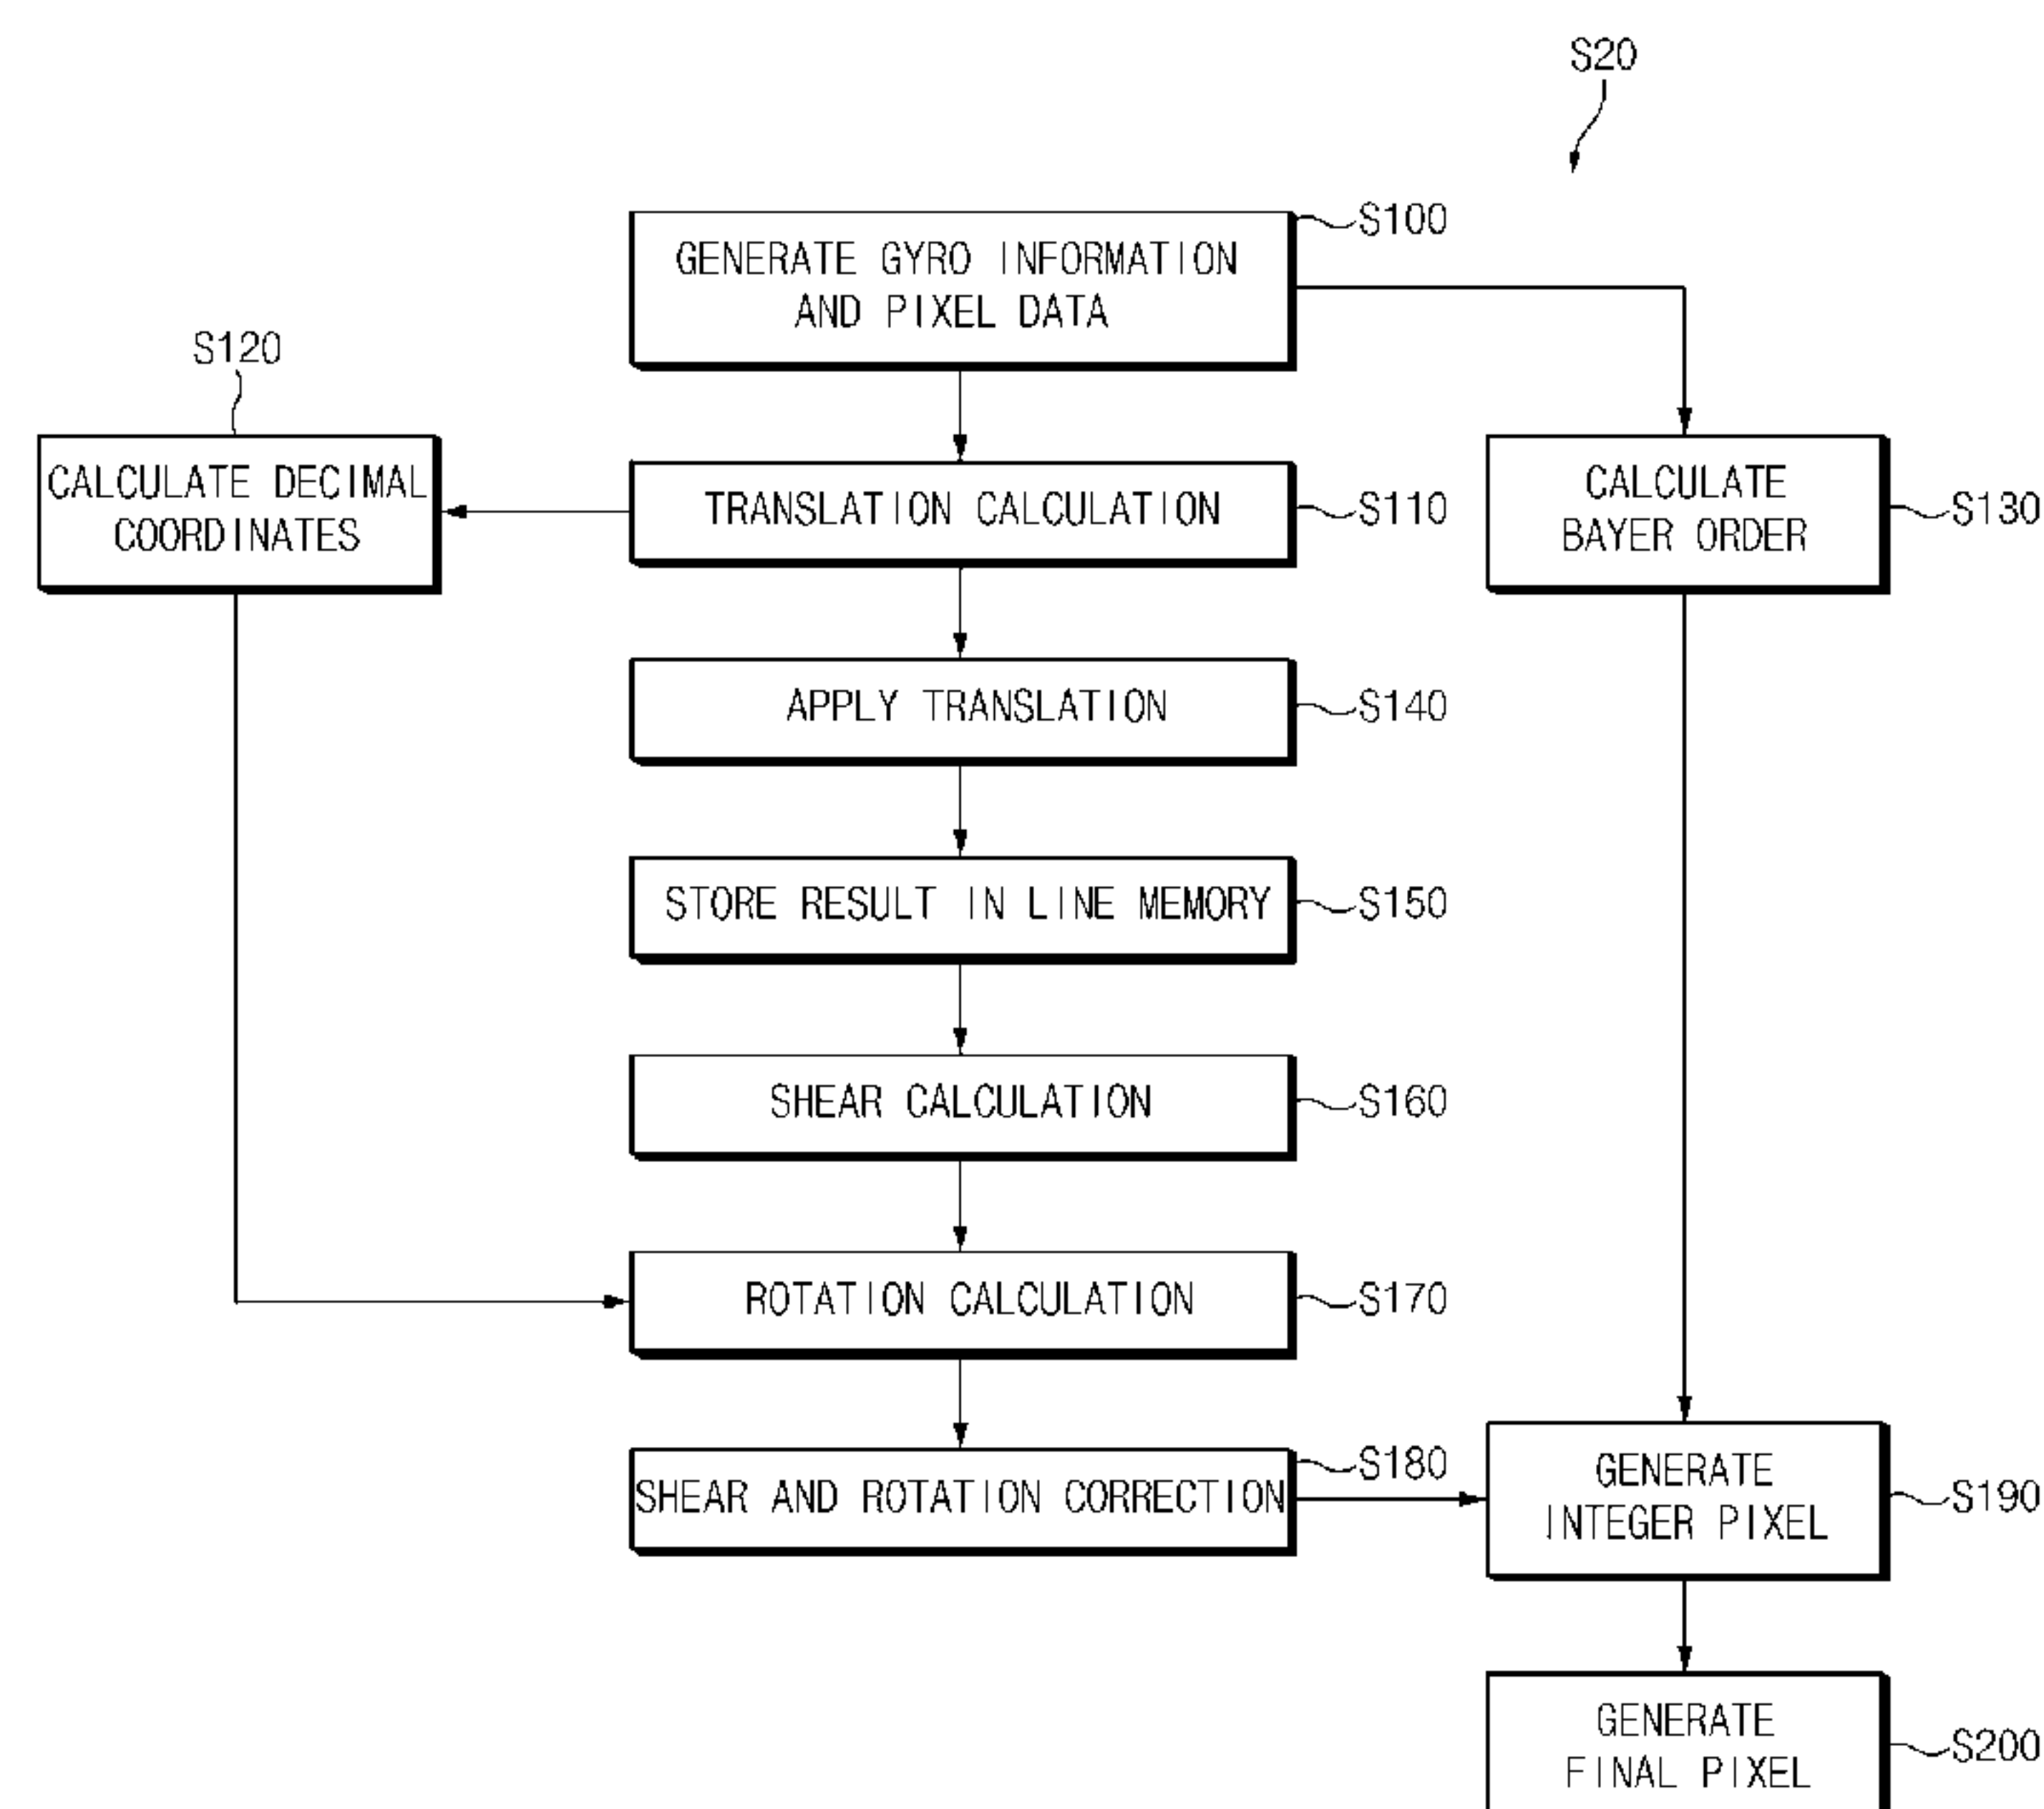 S20
S100
GENERATE GYRO INFORMATION
AND PIXEL DATA
S120
CALCULATE DECIMAL
COORDINATES
TRANSLATION CALCULATION
S110
CALCULATE
BAYER ORDER
S130
APPLY TRANSLATION
S140
STORE RESULT IN LINE MEMORY
S150
SHEAR CALCULATION
S160
ROTATION CALCULATION
S170
SHEAR AND ROTATION CORRECTION
S180
GENERATE
INTEGER PIXEL
S190
GENERATE
FINAL PIXEL
S200